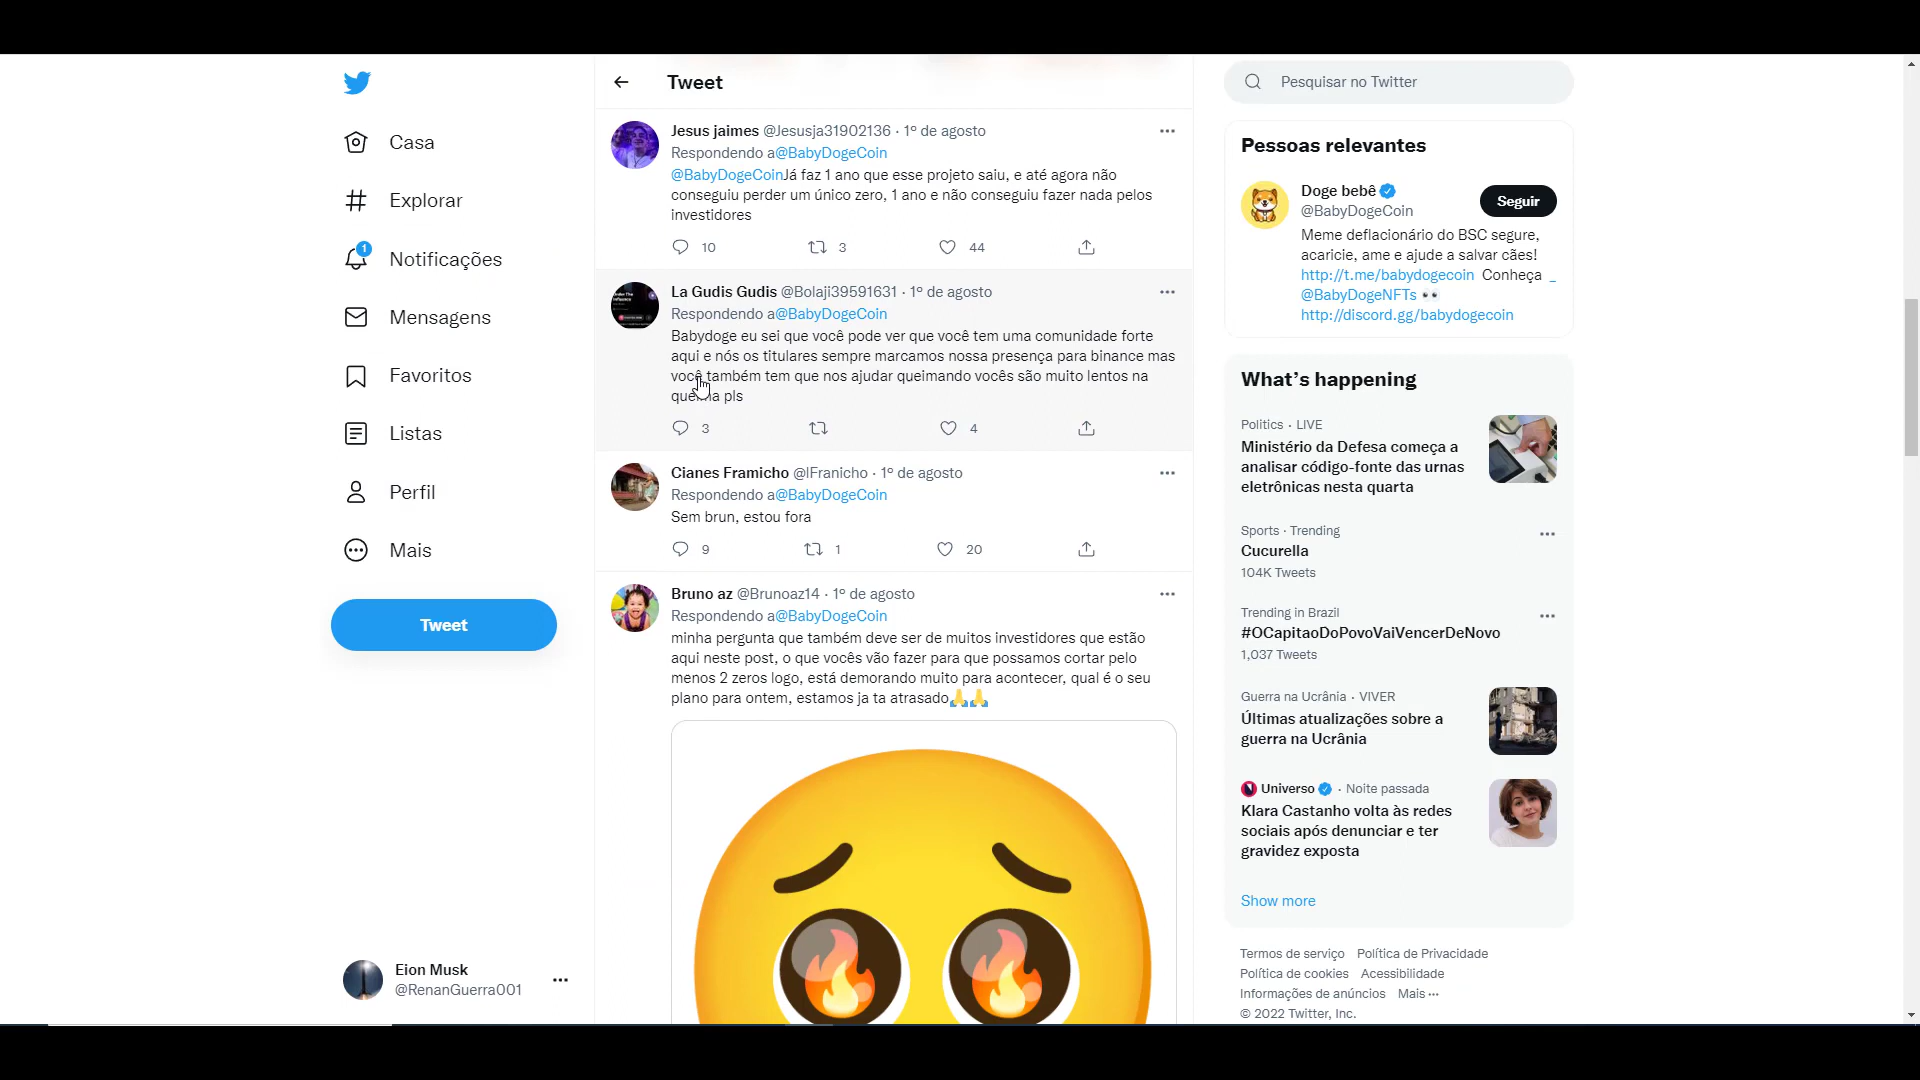 Casa
Explorar
1
Notificações
Mensagens
Favoritos
Listas
Perfil
Mais
Tweet
Eion Musk
@RenanGuerra001
Tweet
Jesus jaimes @Jesusja31902136 · 1º de agosto
Respondendo a@BabyDogeCoin
@BabyDogeCoinJá faz 1 ano que esse projeto saiu, e até agora não
conseguiu perder um único zero, 1 ano e não conseguiu fazer nada pelos
investidores
10 3 44
La Gudis Gudis @Bolaji39591631 · 1º de agosto
Respondendo a@BabyDogeCoin
Babydoge eu sei que você pode ver que você tem uma comunidade forte
aqui e nós os titulares sempre marcamos nossa presença para binance mas
você também tem que nos ajudar queimando vocês são muito lentos na
queima pls
3 4
Cianes Framicho @lFranicho · 1º de agosto
Respondendo a@BabyDogeCoin
Sem brun, estou fora
9 1 20
Bruno az @Brunoaz14 · 1º de agosto
Respondendo a@BabyDogeCoin
minha pergunta que também deve ser de muitos investidores que estão
aqui neste post, o que vocês vão fazer para que possamos cortar pelo
menos 2 zeros logo, está demorando muito para acontecer, qual é o seu
plano para ontem, estamos ja ta atrasado🙏🙏
Pesquisar no Twitter
Pessoas relevantes
Doge bebê
@BabyDogeCoin
Seguir
Meme deflacionário do BSC segure,
acaricie, ame e ajude a salvar cães!
http://t.me/babydogecoin Conheça _
@BabyDogeNFTs 👀
http://discord.gg/babydogecoin
What's happening
Politics · LIVE
Ministério da Defesa começa a
analisar código-fonte das urnas
eletrônicas nesta quarta
Sports · Trending
Cucurella
104K Tweets
Trending in Brazil
#OCapitaoDoPovoVaiVencerDeNovo
1,037 Tweets
Guerra na Ucrânia · VIVER
Últimas atualizações sobre a
guerra na Ucrânia
Universo · Noite passada
Klara Castanho volta às redes
sociais após denunciar e ter
gravidez exposta
Show more
Termos de serviço Política de Privacidade
Política de cookies Acessibilidade
Informações de anúncios Mais ···
© 2022 Twitter, Inc.